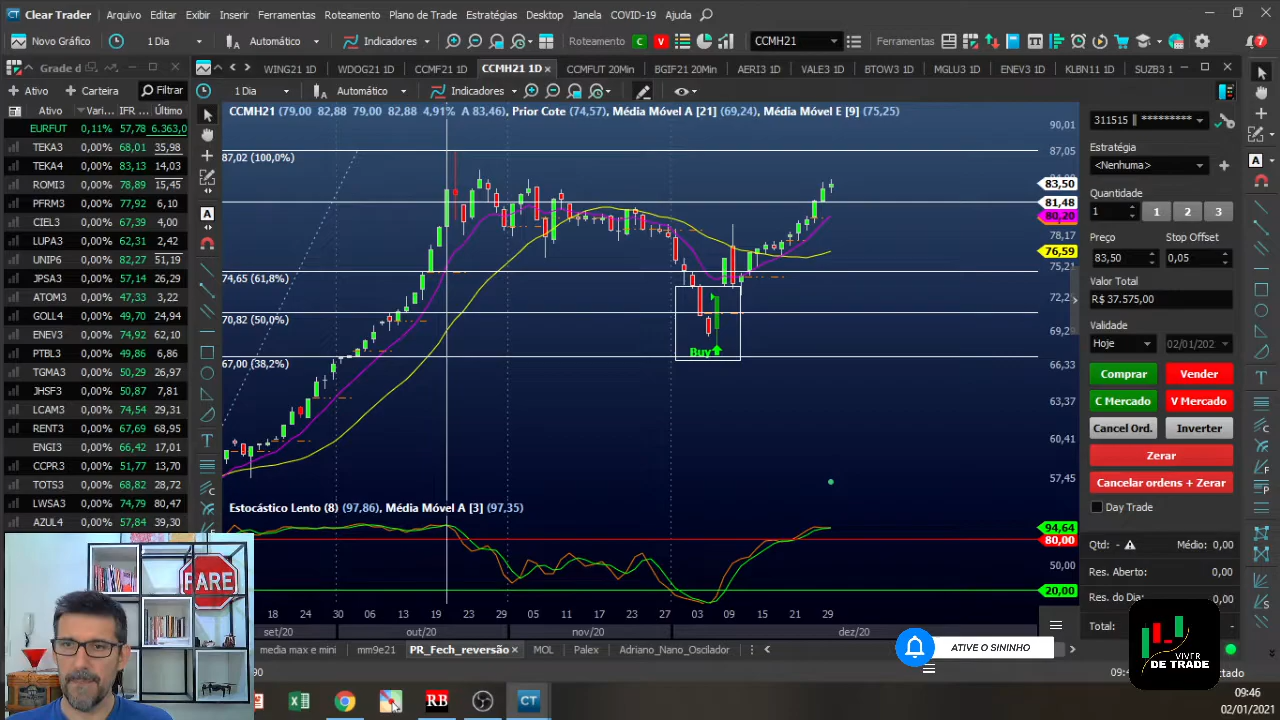 Clear Trader Arquivo Editar Exibir Inserir Ferramentas Roteamento Plano de Trade Estratégias Desktop Janela COVID-19 Ajuda
Novo Gráfico 1 Dia Automático Indicadores Roteamento C V CCMH21 Ferramentas 7
Grade d WING21 1D WDOG21 1D CCMF21 1D CCMH21 1D CCMFUT 20Min BGIF21 20Min AERI3 1D VALE3 1D BTOW3 1D MGLU3 1D ENEV3 1D KLBN11 1D SUZB3 1
Ativo Carteira Filtrar 1 Dia Automático Indicadores
Ativo Vari... IFR ... Último
CCMH21 (79,00 82,88 79,00 82,88 4,91% A 83,46), Prior Cote (74,57), Média Móvel A [21] (69,24), Média Móvel E [9] (75,25)
EURFUT 0,11% 57,78 6.363,0
TEKA3 0,00% 68,01 35,98
TEKA4 0,00% 83,13 14,03
ROMI3 0,00% 78,89 15,45
PFRM3 0,00% 77,92 6,10
CIEL3 0,00% 67,39 4,00
LUPA3 0,00% 62,31 2,42
UNIP6 0,00% 82,27 51,19
JPSA3 0,00% 50,29 26,97
ATOM3 0,00% 47,33 3,22
GOLL4 0,00% 54,65 24,94
ENEV3 0,00% 74,92 62,10
PTBL3 0,00% 49,86 6,86
TGMA3 0,00% 50,29 26,97
JHSF3 0,00% 50,87 7,81
LCAM3 0,00% 74,54 29,31
RENT3 0,00% 67,69 68,95
ENGI3 0,00% 66,42 17,01
CCPR3 0,00% 51,77 13,70
TOTS3 0,00% 68,82 28,72
LWSA3 0,00% 74,79 80,47
AZUL4 0,00% 57,84 39,30
87,02 (100,0%)
74,65 (61,8%)
70,82 (50,0%)
67,00 (38,2%)
Buy
90,01
87,05
83,50
81,48
80,20
78,17
76,59
75,21
72,2
69,2
66,33
63,37
60,41
57,45
Estocástico Lento (8) (97,86), Média Móvel A [3] (97,35)
94,64
80,00
50,00
20,00
18 24 30 06 13 19 23 29 05 11 17 23 27 03 09 15 21 29
set/20 out/20 nov/20 dez/20
media max e mini mm9e21 PR_Fech_reversão MOL Palex Adriano_Nano_Oscilador
311515 | *********
Estratégia
<Nenhuma>
Quantidade
1 1 2 3
Preço Stop Offset
83,50 0,05
Valor Total
R$ 37.575,00
Validade
Hoje 02/01/202
Comprar Vender
C Mercado V Mercado
Cancel Ord. Inverter
Zerar
Cancelar ordens + Zerar
Day Trade
Qtd: - Médio: 0,00
Res. Aberto: 0,00
Res. do Dia:
Total: -
PARE
ATIVE O SININHO
VIVER
DE TRADE
RB CT
09:46
02/01/2021